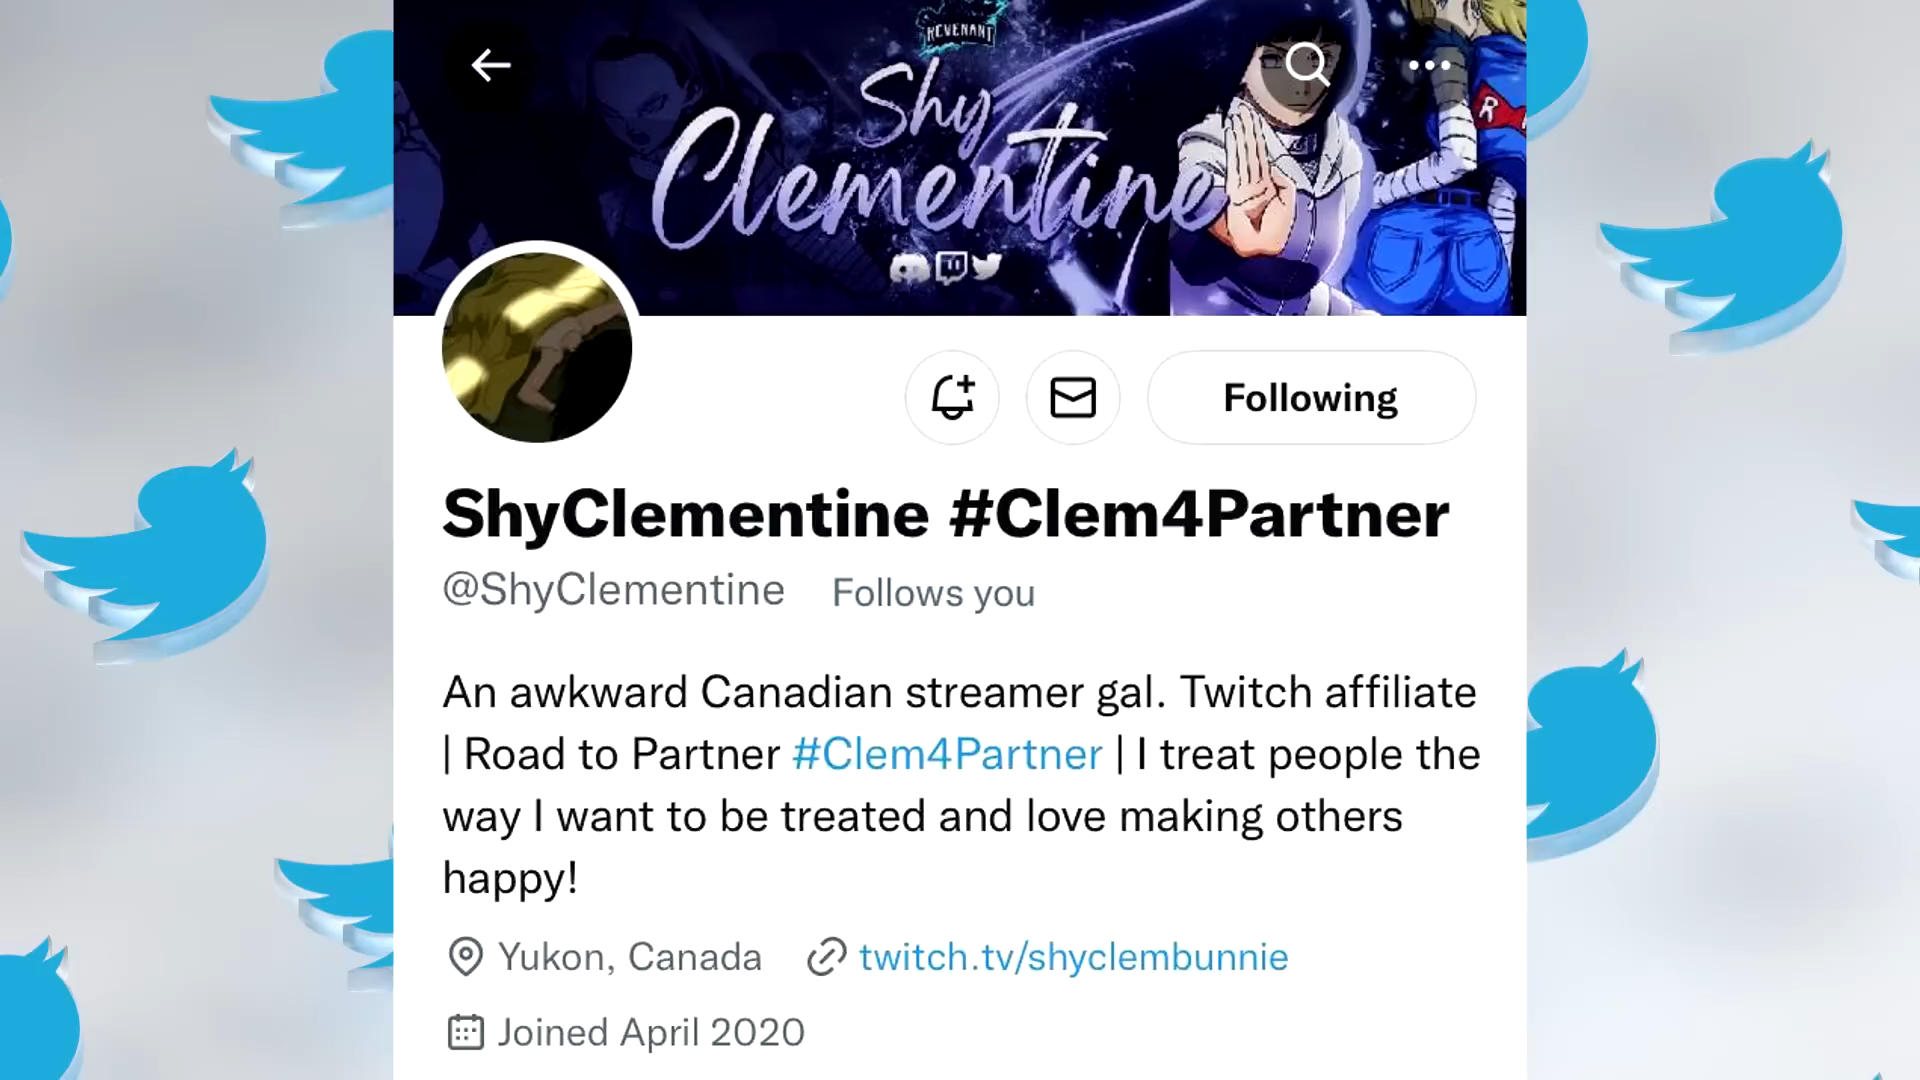 REVENANT
Shy
Clementine
R
Following
ShyClementine #Clem4Partner
@ShyClementine Follows you
An awkward Canadian streamer gal. Twitch affiliate
| Road to Partner #Clem4Partner | I treat people the
way I want to be treated and love making others
happy!
Yukon, Canada twitch.tv/shyclembunnie
Joined April 2020